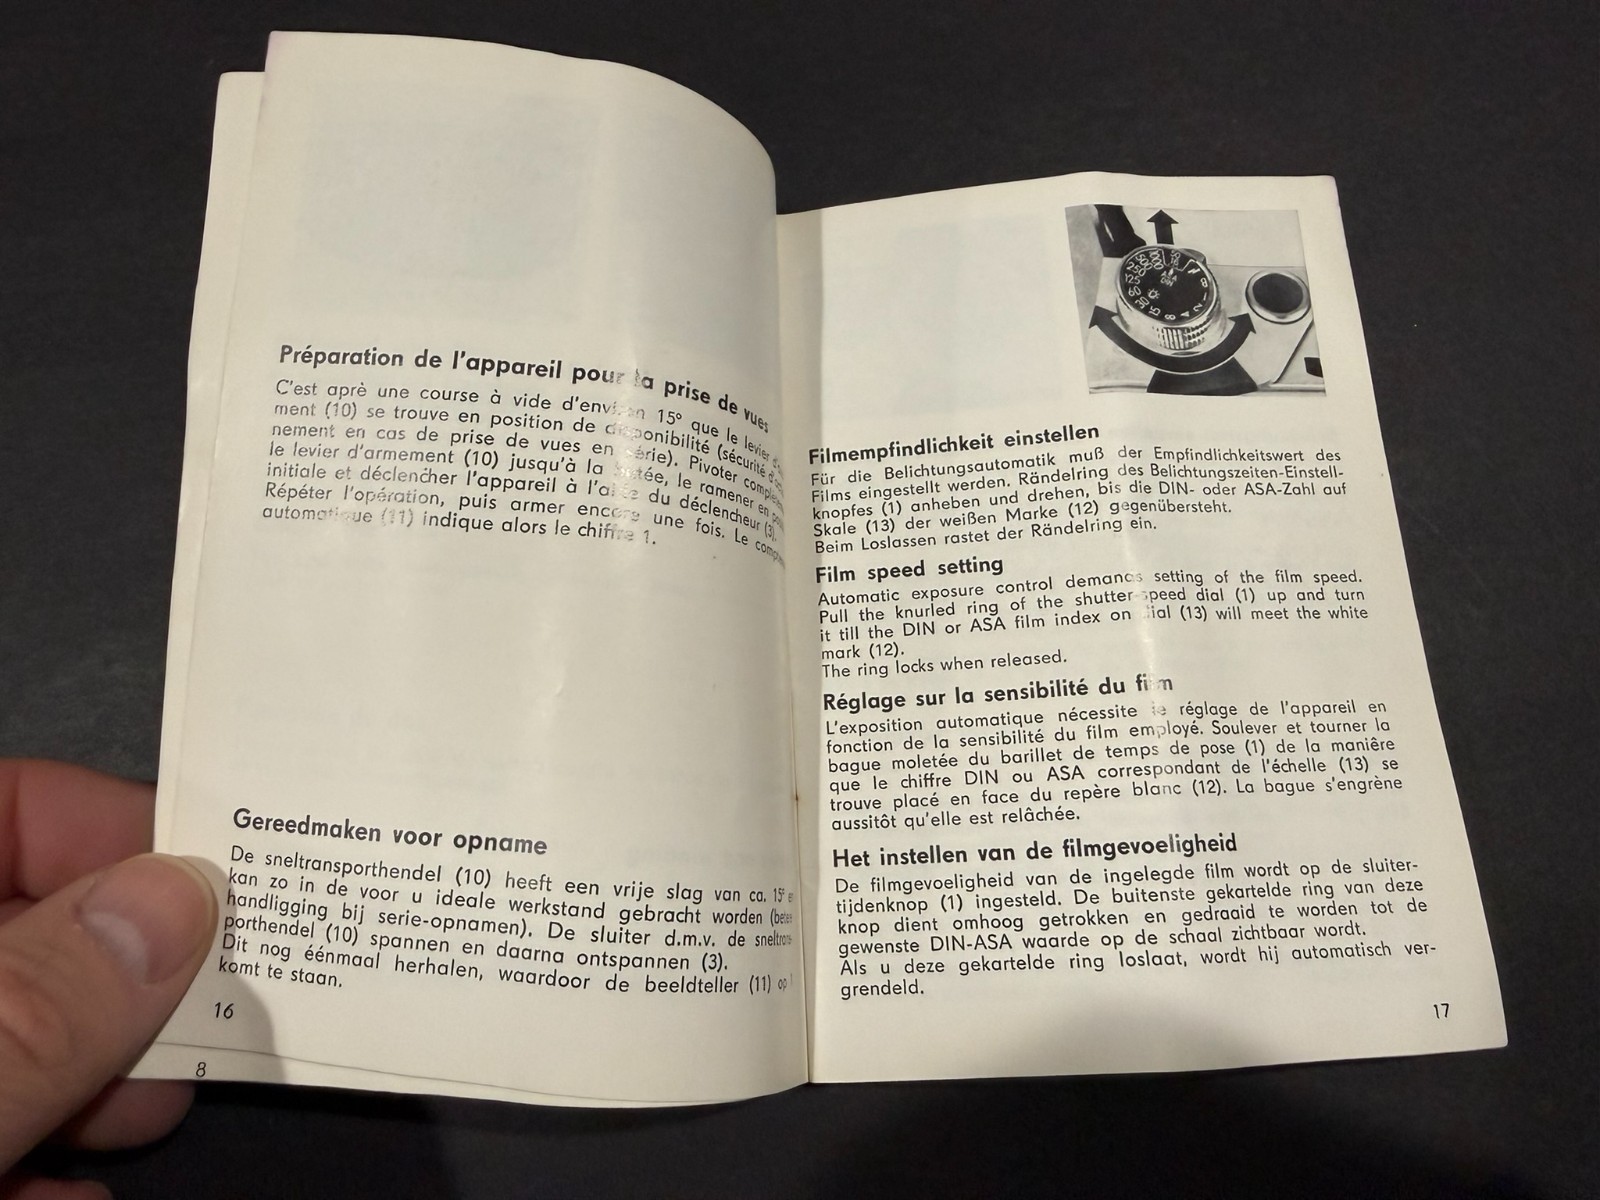 Préparation de l'appareil pour la prise de vues
C'est aprè une course à vide d'environ 15° que le levier
ment (10) se trouve en position de disponibilité (sécurité
nement en cas de prise de vues en série). Pivoter
le levier d'armement (10) jusqu'à la butée, le ramener en
initiale et déclencher l'appareil à l'aide du déclencheur (3).
Répéter l'opération, puis armer encore une fois. Le
automatique (11) indique alors le chiffre 1.
Gereedmaken voor opname
De sneltransporthendel (10) heeft een vrije slag van ca. 15°
kan zo in de voor u ideale werkstand gebracht worden
handligging bij serie-opnamen). De sluiter d.m.v. de sneltrans-
porthendel (10) spannen en daarna ontspannen (3).
Dit nog éénmaal herhalen, waardoor de beeldteller (11) op
komt te staan.
16
8
ASA
DIN
500
250
125
60
30
15
8
4
2
1
B
Filmempfindlichkeit einstellen
Für die Belichtungsautomatik muß der Empfindlichkeitswert des
Films eingestellt werden. Rändelring des Belichtungszeiten-Einstell-
knopfes (1) anheben und drehen, bis die DIN- oder ASA-Zahl auf
Skale (13) der weißen Marke (12) gegenübersteht.
Beim Loslassen rastet der Rändelring ein.
Film speed setting
Automatic exposure control demands setting of the film speed.
Pull the knurled ring of the shutter-speed dial (1) up and turn
it till the DIN or ASA film index on dial (13) will meet the white
mark (12).
The ring locks when released.
Réglage sur la sensibilité du film
L'exposition automatique nécessite le réglage de l'appareil en
fonction de la sensibilité du film employé. Soulever et tourner la
bague moletée du barillet de temps de pose (1) de la manière
que le chiffre DIN ou ASA correspondant de l'échelle (13) se
trouve placé en face du repère blanc (12). La bague s'engrène
aussitôt qu'elle est relâchée.
Het instellen van de filmgevoeligheid
De filmgevoeligheid van de ingelegde film wordt op de sluiter-
tijdenknop (1) ingesteld. De buitenste gekartelde ring van deze
knop dient omhoog getrokken en gedraaid te worden tot de
gewenste DIN-ASA waarde op de schaal zichtbaar wordt.
Als u deze gekartelde ring loslaat, wordt hij automatisch ver-
grendeld.
17